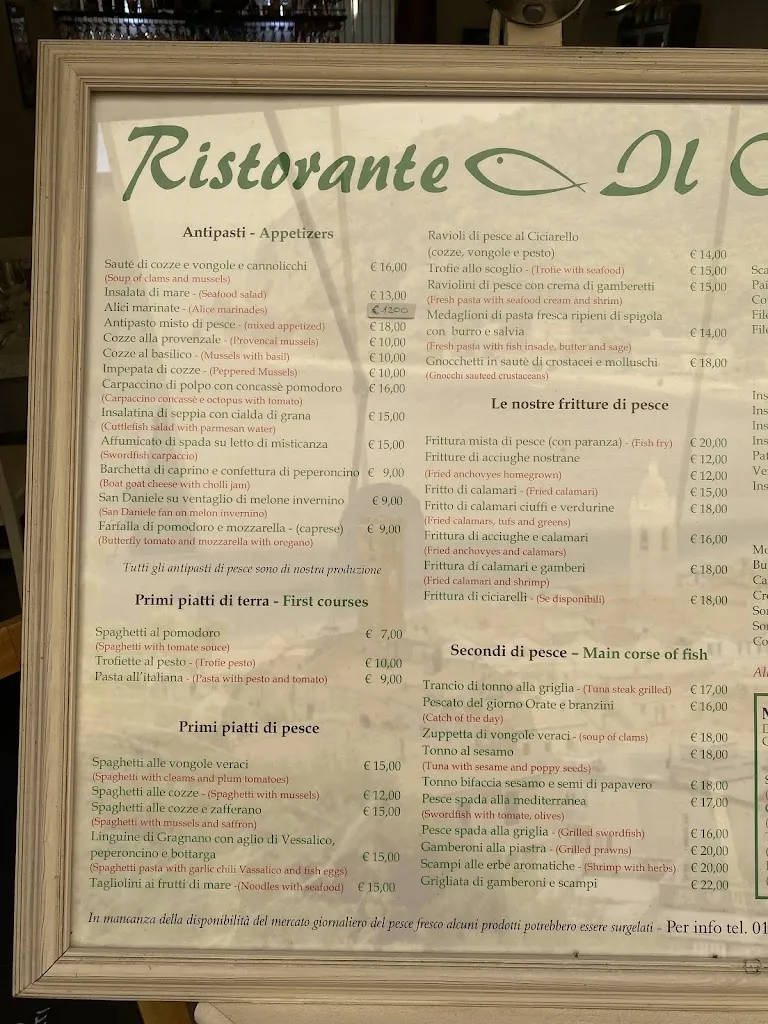 Ristorante Il C
Antipasti - Appetizers
Sauté di cozze e vongole e cannolicchi € 16,00
(Soup of clams and mussels)
Insalata di mare - (Seafood salad) € 13,00
Alici marinate - (Alice marinades) € 1200
Antipasto misto di pesce - (mixed appetized) € 18,00
Cozze alla provenzale - (Provencal mussels) € 10,00
Cozze al basilico - (Mussels with basil) € 10,00
Impepata di cozze - (Peppered Mussels) € 10,00
Carpaccino di polpo con concassè pomodoro € 16,00
(Carpaccino concassè e octopus with tomato)
Insalatina di seppia con cialda di grana € 15,00
(Cuttlefish salad with parmesan water)
Affumicato di spada su letto di misticanza € 15,00
(Swordfish carpaccio)
Barchetta di caprino e confettura di peperoncino € 9,00
(Boat goat cheese with cholli jam)
San Daniele su ventaglio di melone invernino € 9,00
(San Daniele fan on melon invernino)
Farfalla di pomodoro e mozzarella - (caprese) € 9,00
(Butterfly tomato and mozzarella with oregano)
Tutti gli antipasti di pesce sono di nostra produzione
Primi piatti di terra - First courses
Spaghetti al pomodoro € 7,00
(Spaghetti with tomate souce)
Trofiette al pesto - (Trofie pesto) € 10,00
Pasta all'italiana - (Pasta with pesto and tomato) € 9,00
Primi piatti di pesce
Spaghetti alle vongole veraci € 15,00
(Spaghetti with cleams and plum tomatoes)
Spaghetti alle cozze - (Spaghetti with mussels) € 12,00
Spaghetti alle cozze e zafferano € 15,00
(Spaghetti with mussels and saffron)
Linguine di Gragnano con aglio di Vessalico,
peperoncino e bottarga € 15,00
(Spaghetti pasta with garlic chili Vassalico and fish eggs)
Tagliolini ai frutti di mare -(Noodles with seafood) € 15,00
Ravioli di pesce al Ciciarello
(cozze, vongole e pesto) € 14,00
Trofie allo scoglio - (Trofie with seafood) € 15,00
Raviolini di pesce con crema di gamberetti € 15,00
(Fresh pasta with seafood cream and shrim)
Medaglioni di pasta fresca ripieni di spigola
con burro e salvia € 14,00
(Fresh pasta with fish insade, butter and sage)
Gnocchetti in sautè di crostacei e molluschi € 18,00
(Gnocchi sauteed crustaceans)
Le nostre fritture di pesce
Frittura mista di pesce (con paranza) - (Fish fry) € 20,00
Fritture di acciughe nostrane € 12,00
(Fried anchovyes homegrown) € 12,00
Fritto di calamari - (Fried calamari) € 15,00
Fritto di calamari ciuffi e verdurine € 18,00
(Fried calamars, tufs and greens)
Frittura di acciughe e calamari € 16,00
(Fried anchovyes and calamars)
Frittura di calamari e gamberi € 18,00
(Fried calamari and shrimp)
Frittura di ciciarelli - (Se disponibili) € 18,00
Secondi di pesce – Main corse of fish
Trancio di tonno alla griglia - (Tuna steak grilled) € 17,00
Pescato del giorno Orate e branzini € 16,00
(Catch of the day)
Zuppetta di vongole veraci - (soup of clams) € 18,00
Tonno al sesamo € 18,00
(Tuna with sesame and poppy seeds)
Tonno bifaccia sesamo e semi di papavero € 18,00
Pesce spada alla mediterranea € 17,00
(Swordfish with tomate, olives)
Pesce spada alla griglia - (Grilled swordfish) € 16,00
Gamberoni alla piastra - (Grilled prawns) € 20,00
Scampi alle erbe aromatiche - (Shrimp with herbs) € 20,00
Grigliata di gamberoni e scampi € 22,00
Sca
Pai
Co
File
File
Ins
Ins
Ins
Ins
Pat
Ve
Ins
Mo
Bu
Ca
Cre
Sor
Sor
Co
In mancanza della disponibilità del mercato giornaliero del pesce fresco alcuni prodotti potrebbero essere surgelati - Per info tel. 01